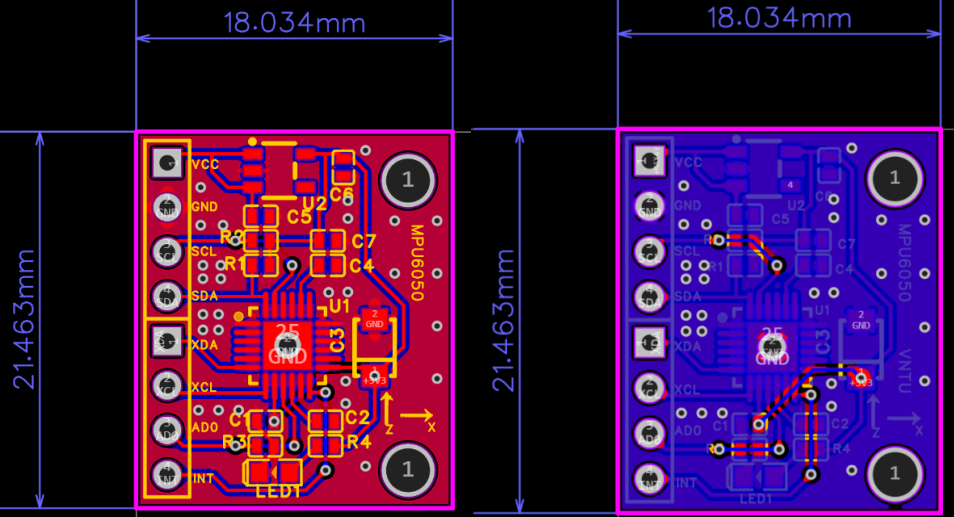 18.034mm
18.034mm
21.463mm
VCC
GND
SCL
SDA
XDA
XCL
AD0
INT
C6
U2
C5
R2
C7
R1
C4
MPU6050
U1
25
GND
C3
2
GND
1
+3V3
C1
C2
R3
R4
LED1
Z
X
1
1
21.463mm
VCC
GND
SCL
SDA
XDA
XCL
AD0
INT
4
C6
U2
C5
C7
R1
C4
MPU6050
U1
25
GND
C3
2
GND
1
+3V3
VNTU
C1
C2
R4
LED1
Z
X
1
1